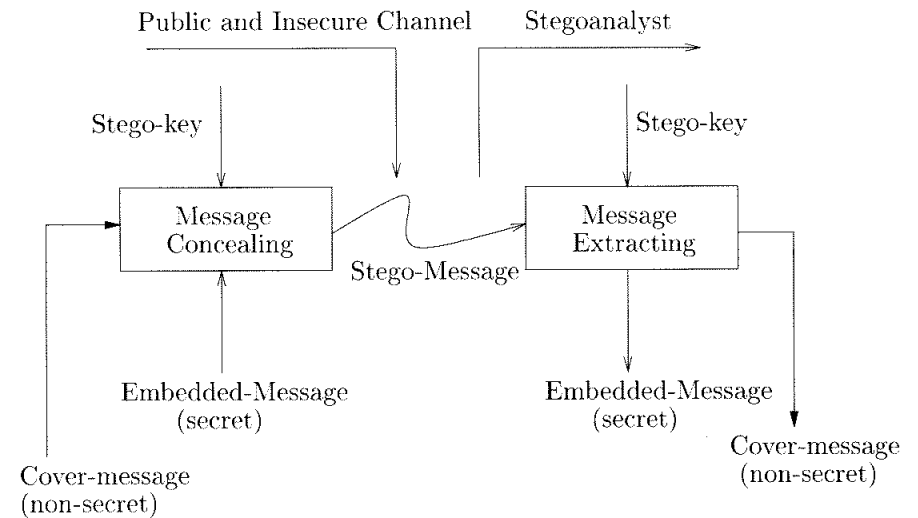 Public and Insecure Channel
Stegoanalyst
Stego-key
Stego-key
Message
Concealing
Message
Extracting
Stego-Message
Embedded-Message
(secret)
Embedded-Message
(secret)
Cover-message
(non-secret)
Cover-message
(non-secret)